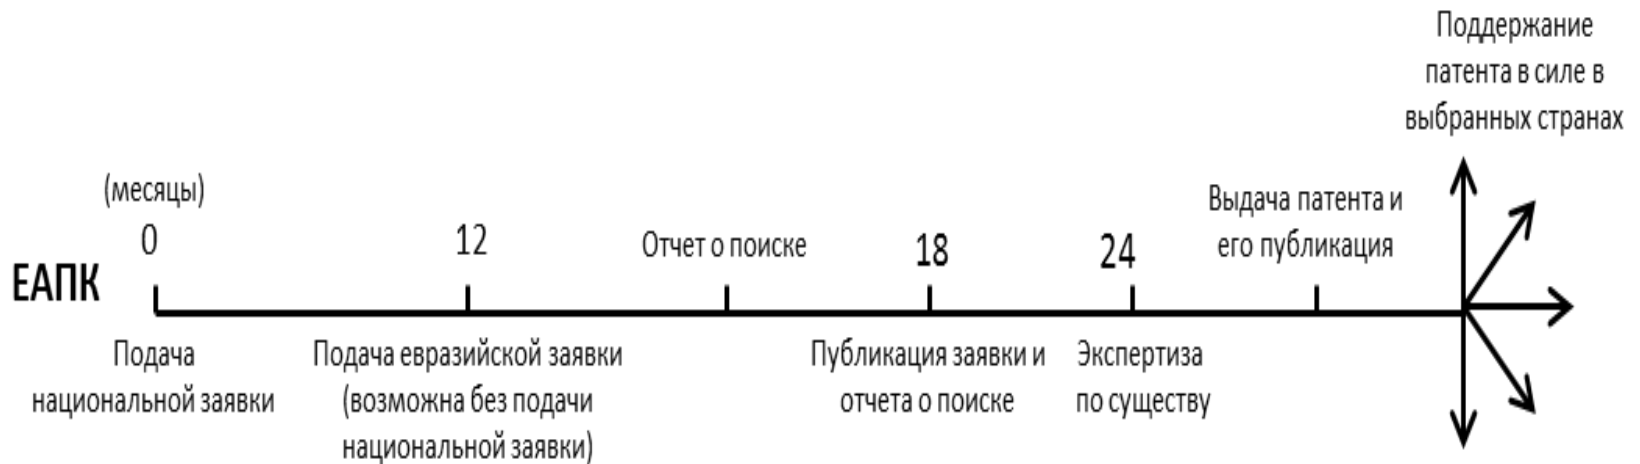 Поддержание
патента в силе в
выбранных странах
(месяцы)
0
12
Отчет о поиске
18
24
Выдача патента и
его публикация
ЕАПК
Подача
национальной заявки
Подача евразийской заявки
(возможна без подачи
национальной заявки)
Публикация заявки и
отчета о поиске
Экспертиза
по существу